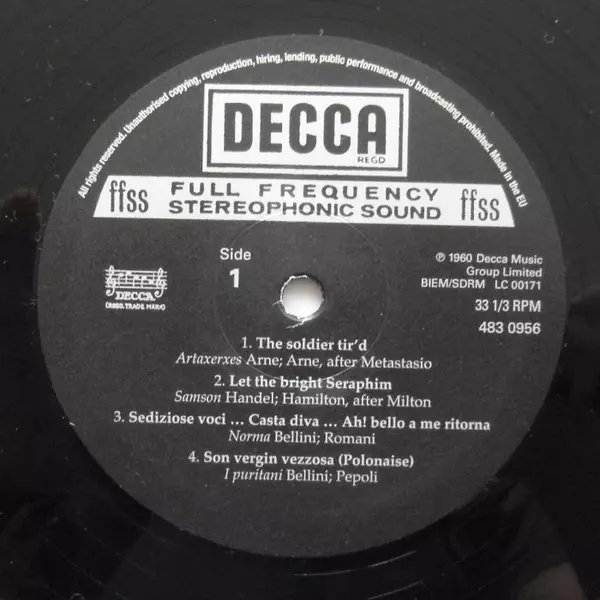 All rights reserved. Unauthorised copying, reproduction, hiring, lending, public performance and broadcasting prohibited. Made in the EU
DECCA
REGD
ffss FULL FREQUENCY STEREOPHONIC SOUND ffss
Side
1
DECCA
(REGD. TRADE MARK)
℗ 1960 Decca Music
Group Limited
BIEM/SDRM LC 00171
33 1/3 RPM
483 0956
1. The soldier tir'd
Artaxerxes Arne; Arne, after Metastasio
2. Let the bright Seraphim
Samson Handel; Hamilton, after Milton
3. Sediziose voci ... Casta diva ... Ah! bello a me ritorna
Norma Bellini; Romani
4. Son vergin vezzosa (Polonaise)
I puritani Bellini; Pepoli